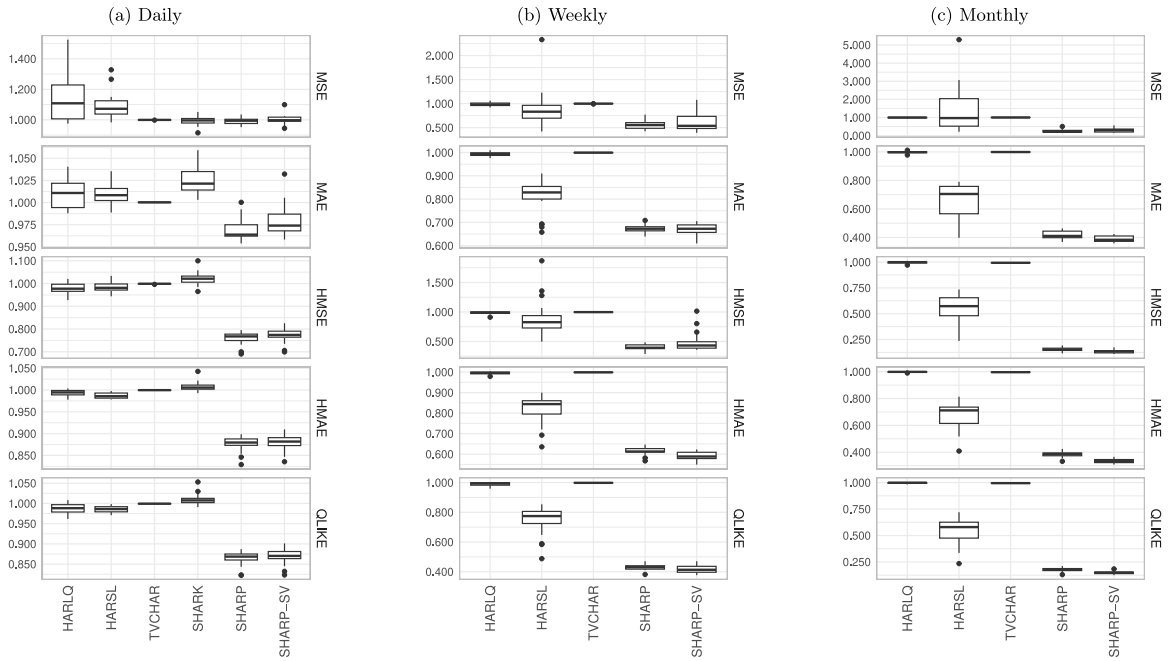 (a) Daily
1.400
1.200
1.000
MSE
1.050
1.025
1.000
0.975
0.950
MAE
1.100
1.000
0.900
0.800
0.700
HMSE
1.050
1.000
0.950
0.900
0.850
HMAE
1.050
1.000
0.950
0.900
0.850
QLIKE
HARLQ
HARSL
TVCHAR
SHARK
SHARP
SHARP-SV
(b) Weekly
2.000
1.500
1.000
0.500
MSE
1.000
0.900
0.800
0.700
0.600
MAE
1.500
1.000
0.500
HMSE
1.000
0.900
0.800
0.700
0.600
HMAE
1.000
0.800
0.600
0.400
QLIKE
HARLQ
HARSL
TVCHAR
SHARP
SHARP-SV
(c) Monthly
5.000
4.000
3.000
2.000
1.000
0.000
MSE
1.000
0.800
0.600
0.400
MAE
1.000
0.750
0.500
0.250
HMSE
1.000
0.800
0.600
0.400
HMAE
1.000
0.750
0.500
0.250
QLIKE
HARLQ
HARSL
TVCHAR
SHARP
SHARP-SV